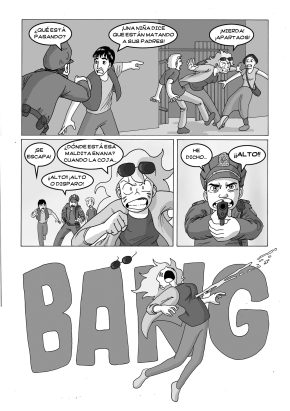 ¿QUÉ ESTÁ
PASANDO?
¡UNA NIÑA DICE
QUE ESTÁN MATANDO
A SUS PADRES!
¡MIERDA!
¡APARTAOS!
¡SE
ESCAPA!
¿DÓNDE ESTÁ ESA
MALDITA ENANA?
CUANDO LA COJA...
¡ALTO! ¡ALTO
O DISPARO!
HE
DICHO...
¡¡ALTO!!
BANG